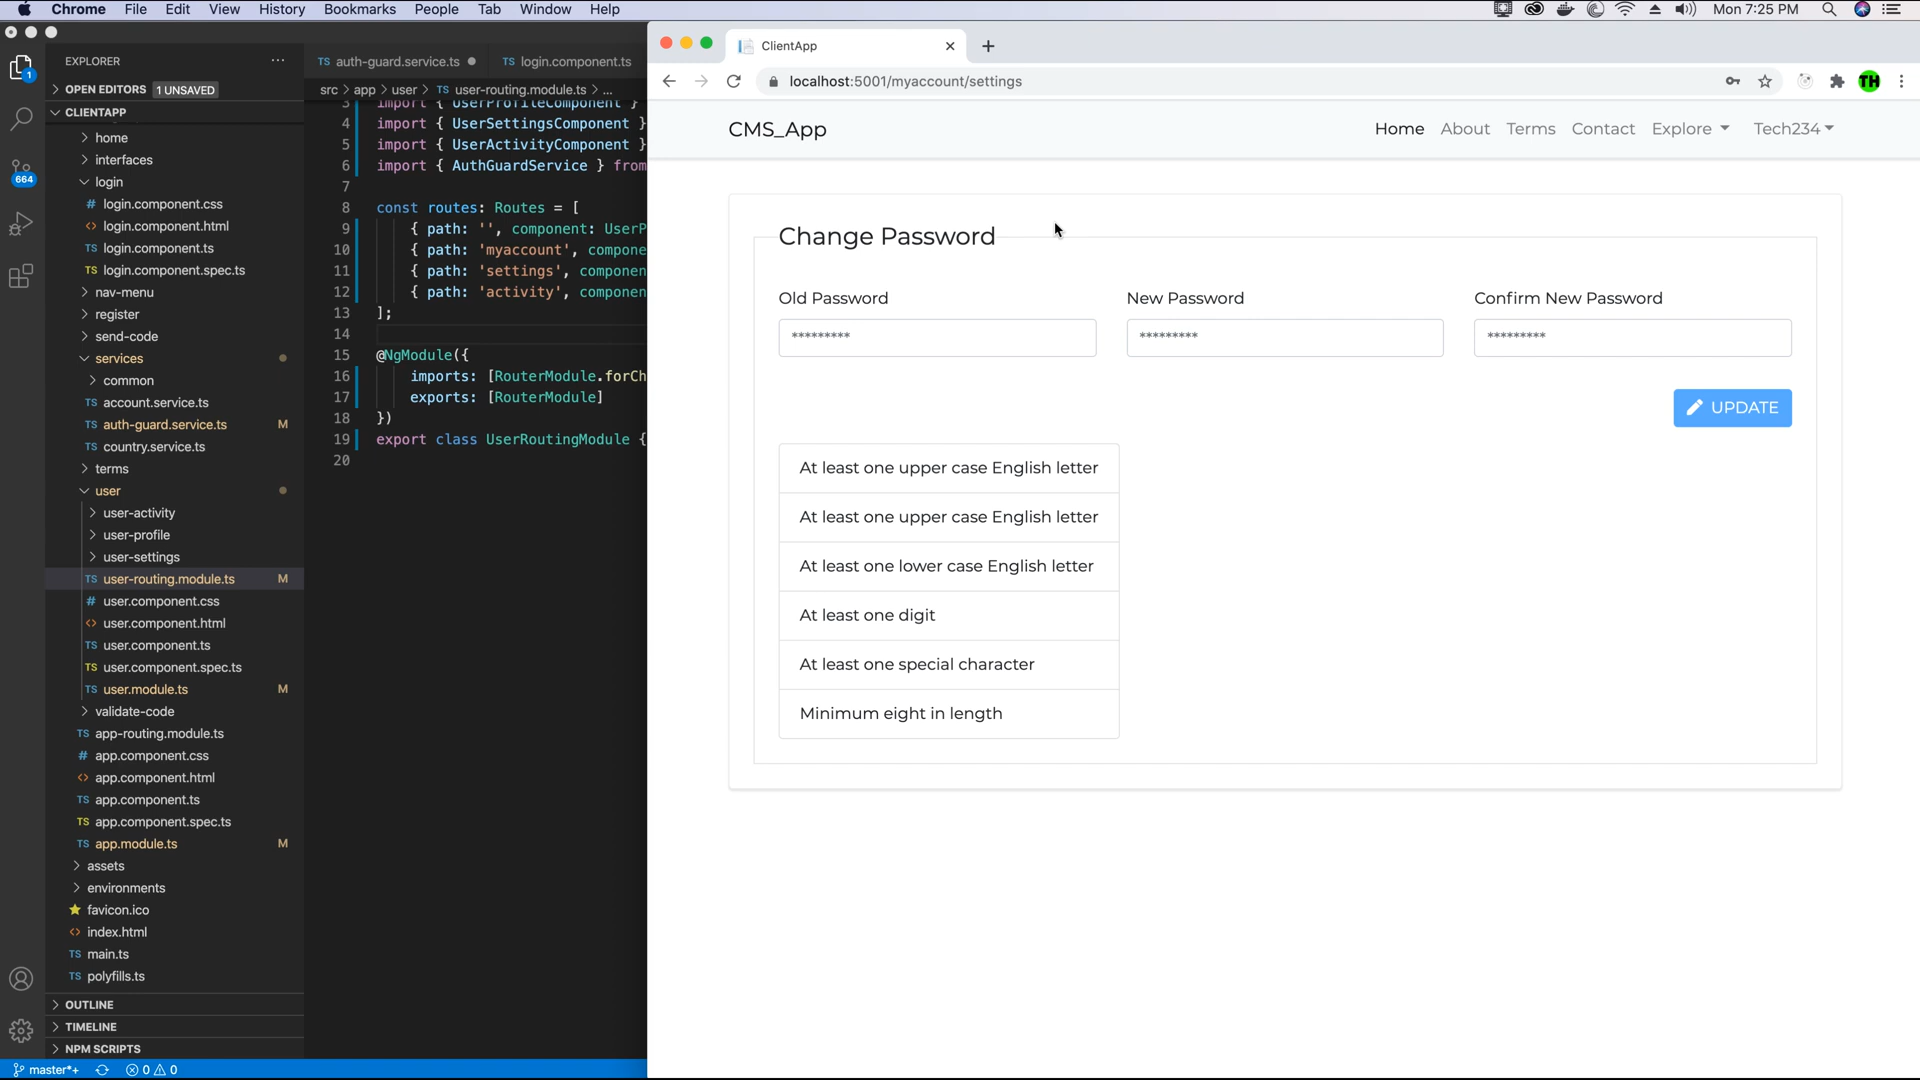 Chrome File Edit View History Bookmarks People Tab Window Help
Mon 7:25 PM
EXPLORER
OPEN EDITORS 1 UNSAVED
CLIENTAPP
home
interfaces
login
login.component.css
login.component.html
login.component.ts
login.component.spec.ts
nav-menu
register
send-code
services
common
account.service.ts
auth-guard.service.ts M
country.service.ts
terms
user
user-activity
user-profile
user-settings
user-routing.module.ts M
user.component.css
user.component.html
user.component.ts
user.component.spec.ts
user.module.ts M
validate-code
app-routing.module.ts
app.component.css
app.component.html
app.component.ts
app.component.spec.ts
app.module.ts M
assets
environments
favicon.ico
index.html
main.ts
polyfills.ts
OUTLINE
TIMELINE
NPM SCRIPTS
1
664
master*+ 0 0
TS auth-guard.service.ts
TS login.component.ts
src > app > user > TS user-routing.module.ts > ...
3 import { UserProfileComponent }
4 import { UserSettingsComponent }
5 import { UserActivityComponent }
6 import { AuthGuardService } from
7
8 const routes: Routes = [
9 { path: '', component: UserP
10 { path: 'myaccount', compone
11 { path: 'settings', componen
12 { path: 'activity', componen
13 ];
14
15 @NgModule({
16 imports: [RouterModule.forCh
17 exports: [RouterModule]
18 })
19 export class UserRoutingModule {
20
ClientApp
localhost:5001/myaccount/settings
TH
CMS_App
Home About Terms Contact Explore Tech234
Change Password
Old Password New Password Confirm New Password
********* ********* *********
UPDATE
At least one upper case English letter
At least one upper case English letter
At least one lower case English letter
At least one digit
At least one special character
Minimum eight in length